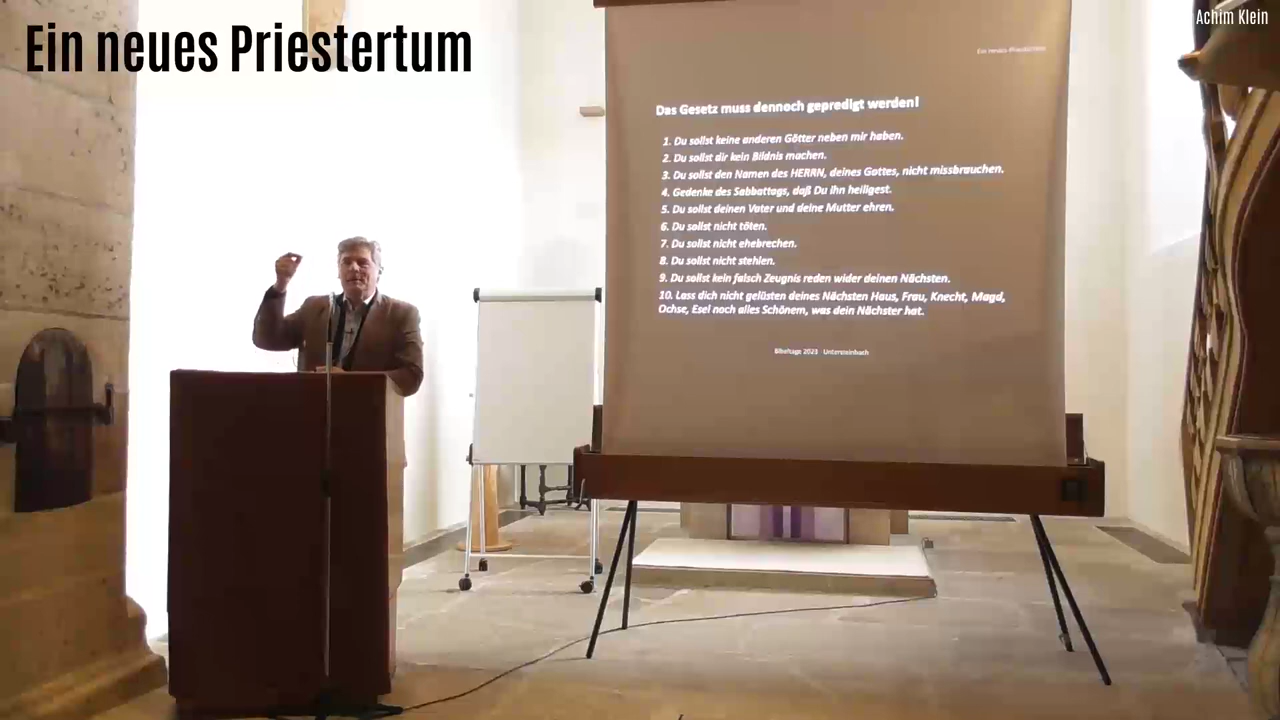 Ein neues Priestertum
Achim Klein
Ein neues Priestertum
Das Gesetz muss dennoch gepredigt werden!
1. Du sollst keine anderen Götter neben mir haben.
2. Du sollst dir kein Bildnis machen.
3. Du sollst den Namen des HERRN, deines Gottes, nicht missbrauchen.
4. Gedenke des Sabbattags, daß Du ihn heiligest.
5. Du sollst deinen Vater und deine Mutter ehren.
6. Du sollst nicht töten.
7. Du sollst nicht ehebrechen.
8. Du sollst nicht stehlen.
9. Du sollst kein falsch Zeugnis reden wider deinen Nächsten.
10. Lass dich nicht gelüsten deines Nächsten Haus, Frau, Knecht, Magd,
Ochse, Esel noch alles Schönem, was dein Nächster hat.
Bibeltage 2023 Untereisinbach